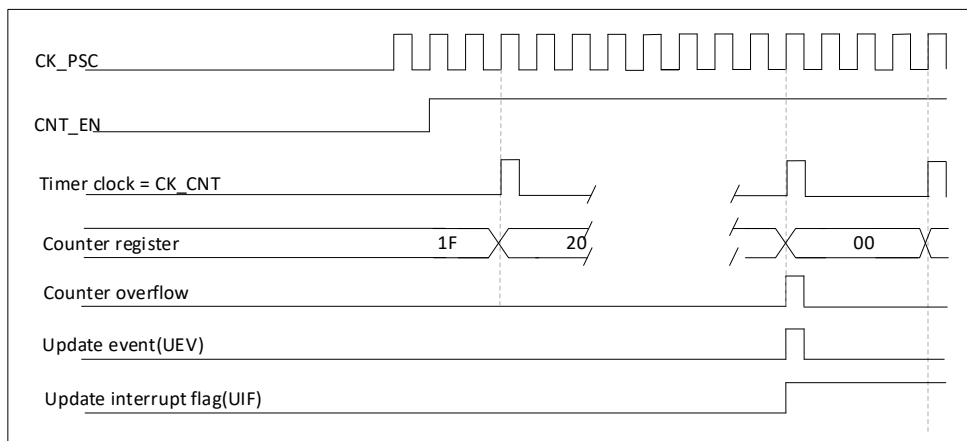 CK_PSC
CNT_EN
Timer clock = CK_CNT
Counter register 1F 20 00
Counter overflow
Update event(UEV)
Update interrupt flag(UIF)